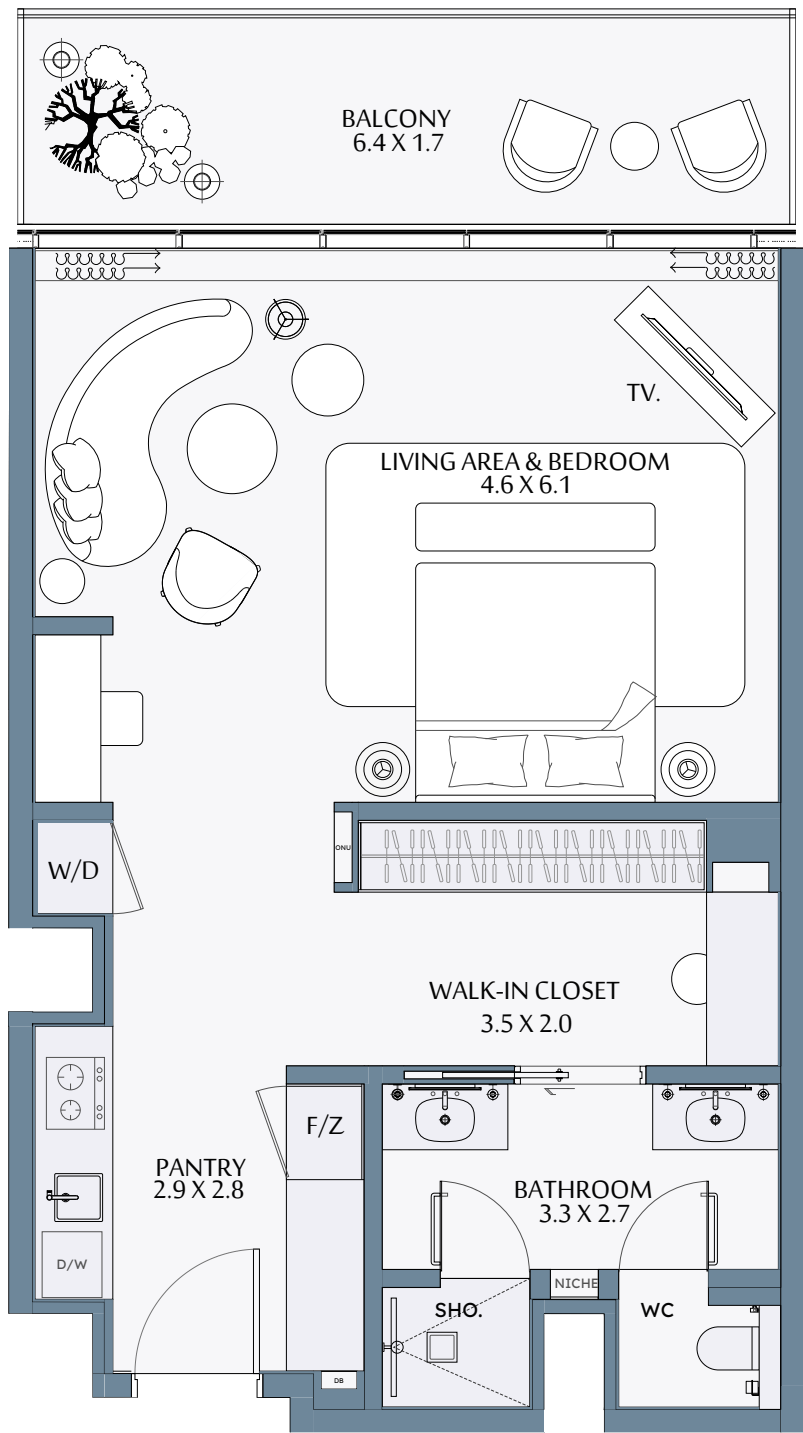 BALCONY
6.4 X 1.7
TV.
LIVING AREA & BEDROOM
4.6 X 6.1
ONU
W/D
WALK-IN CLOSET
3.5 X 2.0
F/Z
PANTRY
2.9 X 2.8
BATHROOM
3.3 X 2.7
D/W
NICHE
SHO.
WC
DB